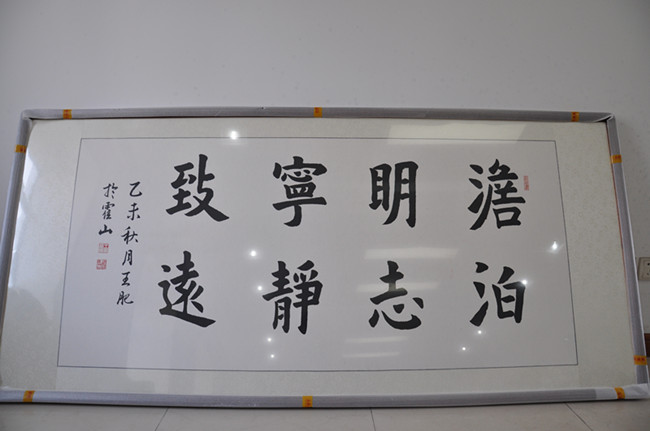 澹泊
明志
寧靜
致遠
乙未秋月王肥
於霍山